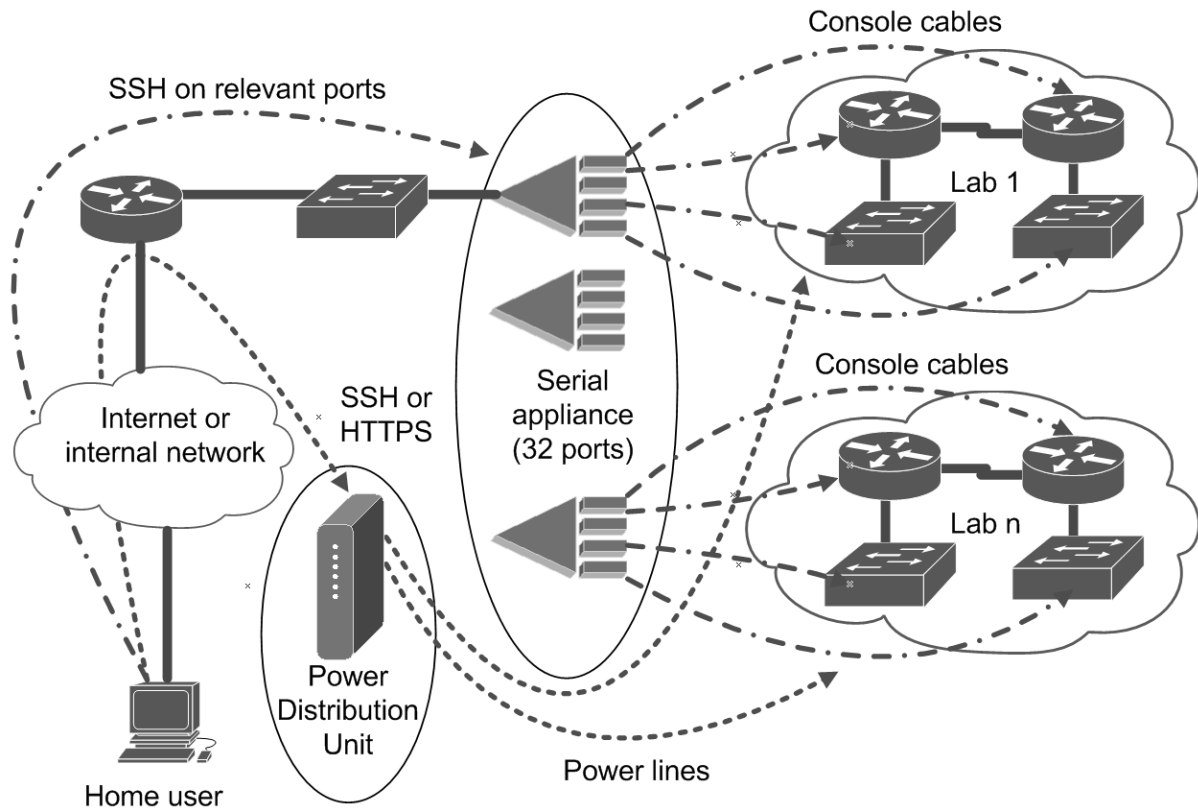 Console cables
SSH on relevant ports
Lab 1
Console cables
Serial
appliance
(32 ports)
SSH or
HTTPS
Internet or
internal network
Lab n
Power
Distribution
Unit
Power lines
Home user